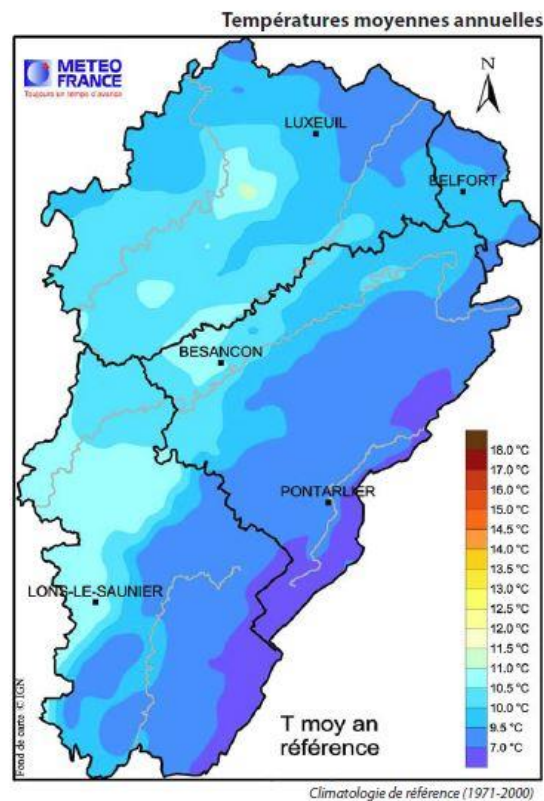 Températures moyennes annuelles
METEO
FRANCE
Toujours un temps d'avance
N
LUXEUIL
BELFORT
BESANCON
PONTARLIER
LONS-LE-SAUNIER
18.0 °C
17.0 °C
16.0 °C
15.0 °C
14.5 °C
14.0 °C
13.5 °C
13.0 °C
12.5 °C
12.0 °C
11.5 °C
11.0 °C
10.5 °C
10.0 °C
9.5 °C
7.0 °C
T moy an
référence
Fond de carte © IGN
Climatologie de référence (1971-2000)